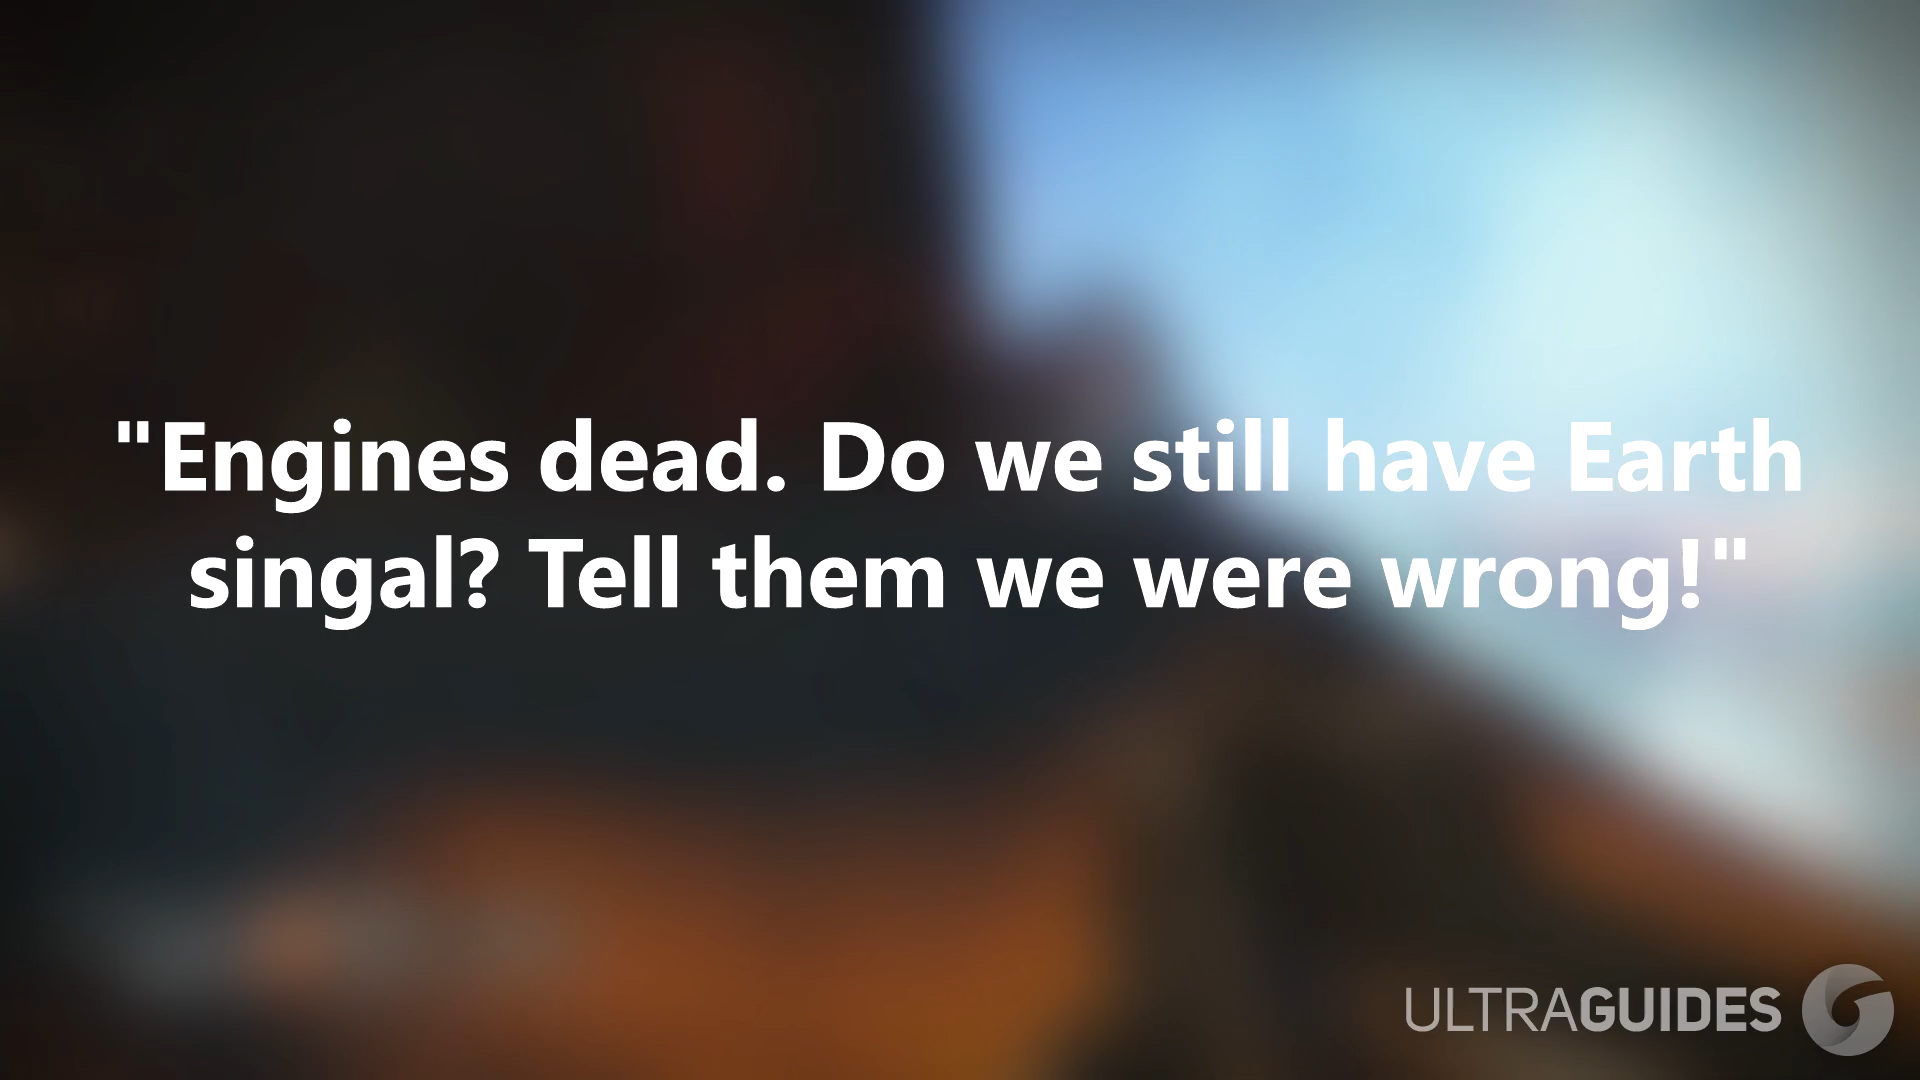 "Engines dead. Do we still have Earth
singal? Tell them we were wrong!"
ULTRAGUIDES